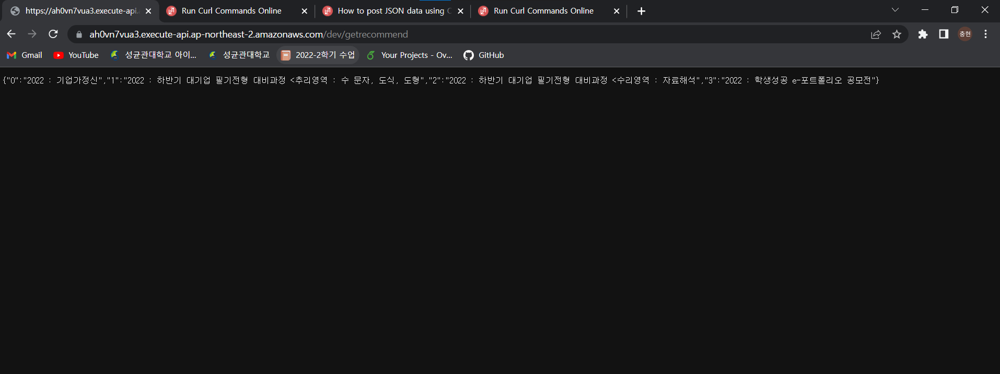 https://ah0vn7vua3.execute-api.a
Run Curl Commands Online
How to post JSON data using C
Run Curl Commands Online
ah0vn7vua3.execute-api.ap-northeast-2.amazonaws.com/dev/getrecommend
충현
Gmail
YouTube
성균관대학교 아이...
성균관대학교
2022-2학기 수업
Your Projects - Ov...
GitHub
{"0":"2022 : 기업가정신","1":"2022 : 하반기 대기업 필기전형 대비과정 <추리영역 : 수 문자, 도식, 도형","2":"2022 : 하반기 대기업 필기전형 대비과정 <수리영역 : 자료해석","3":"2022 : 학생성공 e-포트폴리오 공모전"}